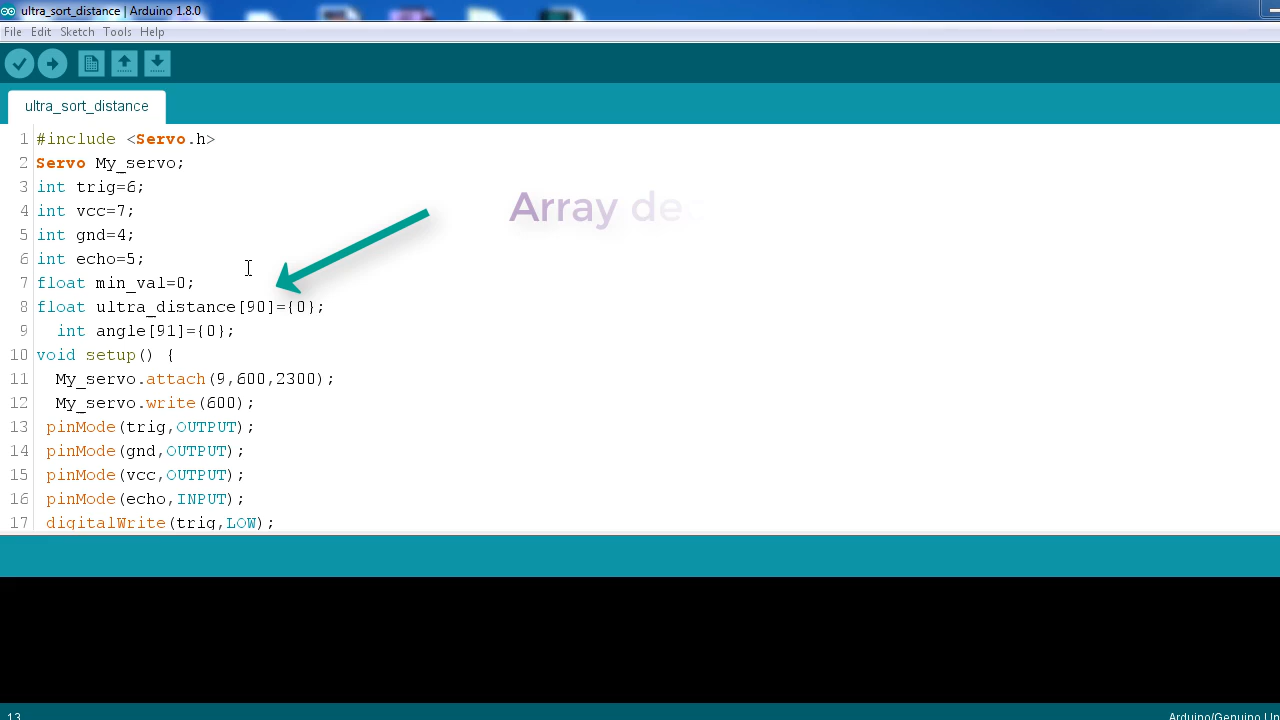 ultra_sort_distance | Arduino 1.8.0
File Edit Sketch Tools Help
ultra_sort_distance
1 #include <Servo.h>
2 Servo My_servo;
3 int trig=6;
4 int vcc=7;
5 int gnd=4;
6 int echo=5;
7 float min_val=0;
8 float ultra_distance[90]={0};
9 int angle[91]={0};
10 void setup() {
11 My_servo.attach(9,600,2300);
12 My_servo.write(600);
13 pinMode(trig,OUTPUT);
14 pinMode(gnd,OUTPUT);
15 pinMode(vcc,OUTPUT);
16 pinMode(echo,INPUT);
17 digitalWrite(trig,LOW);
Array dec
13
Arduino/Genuino Un